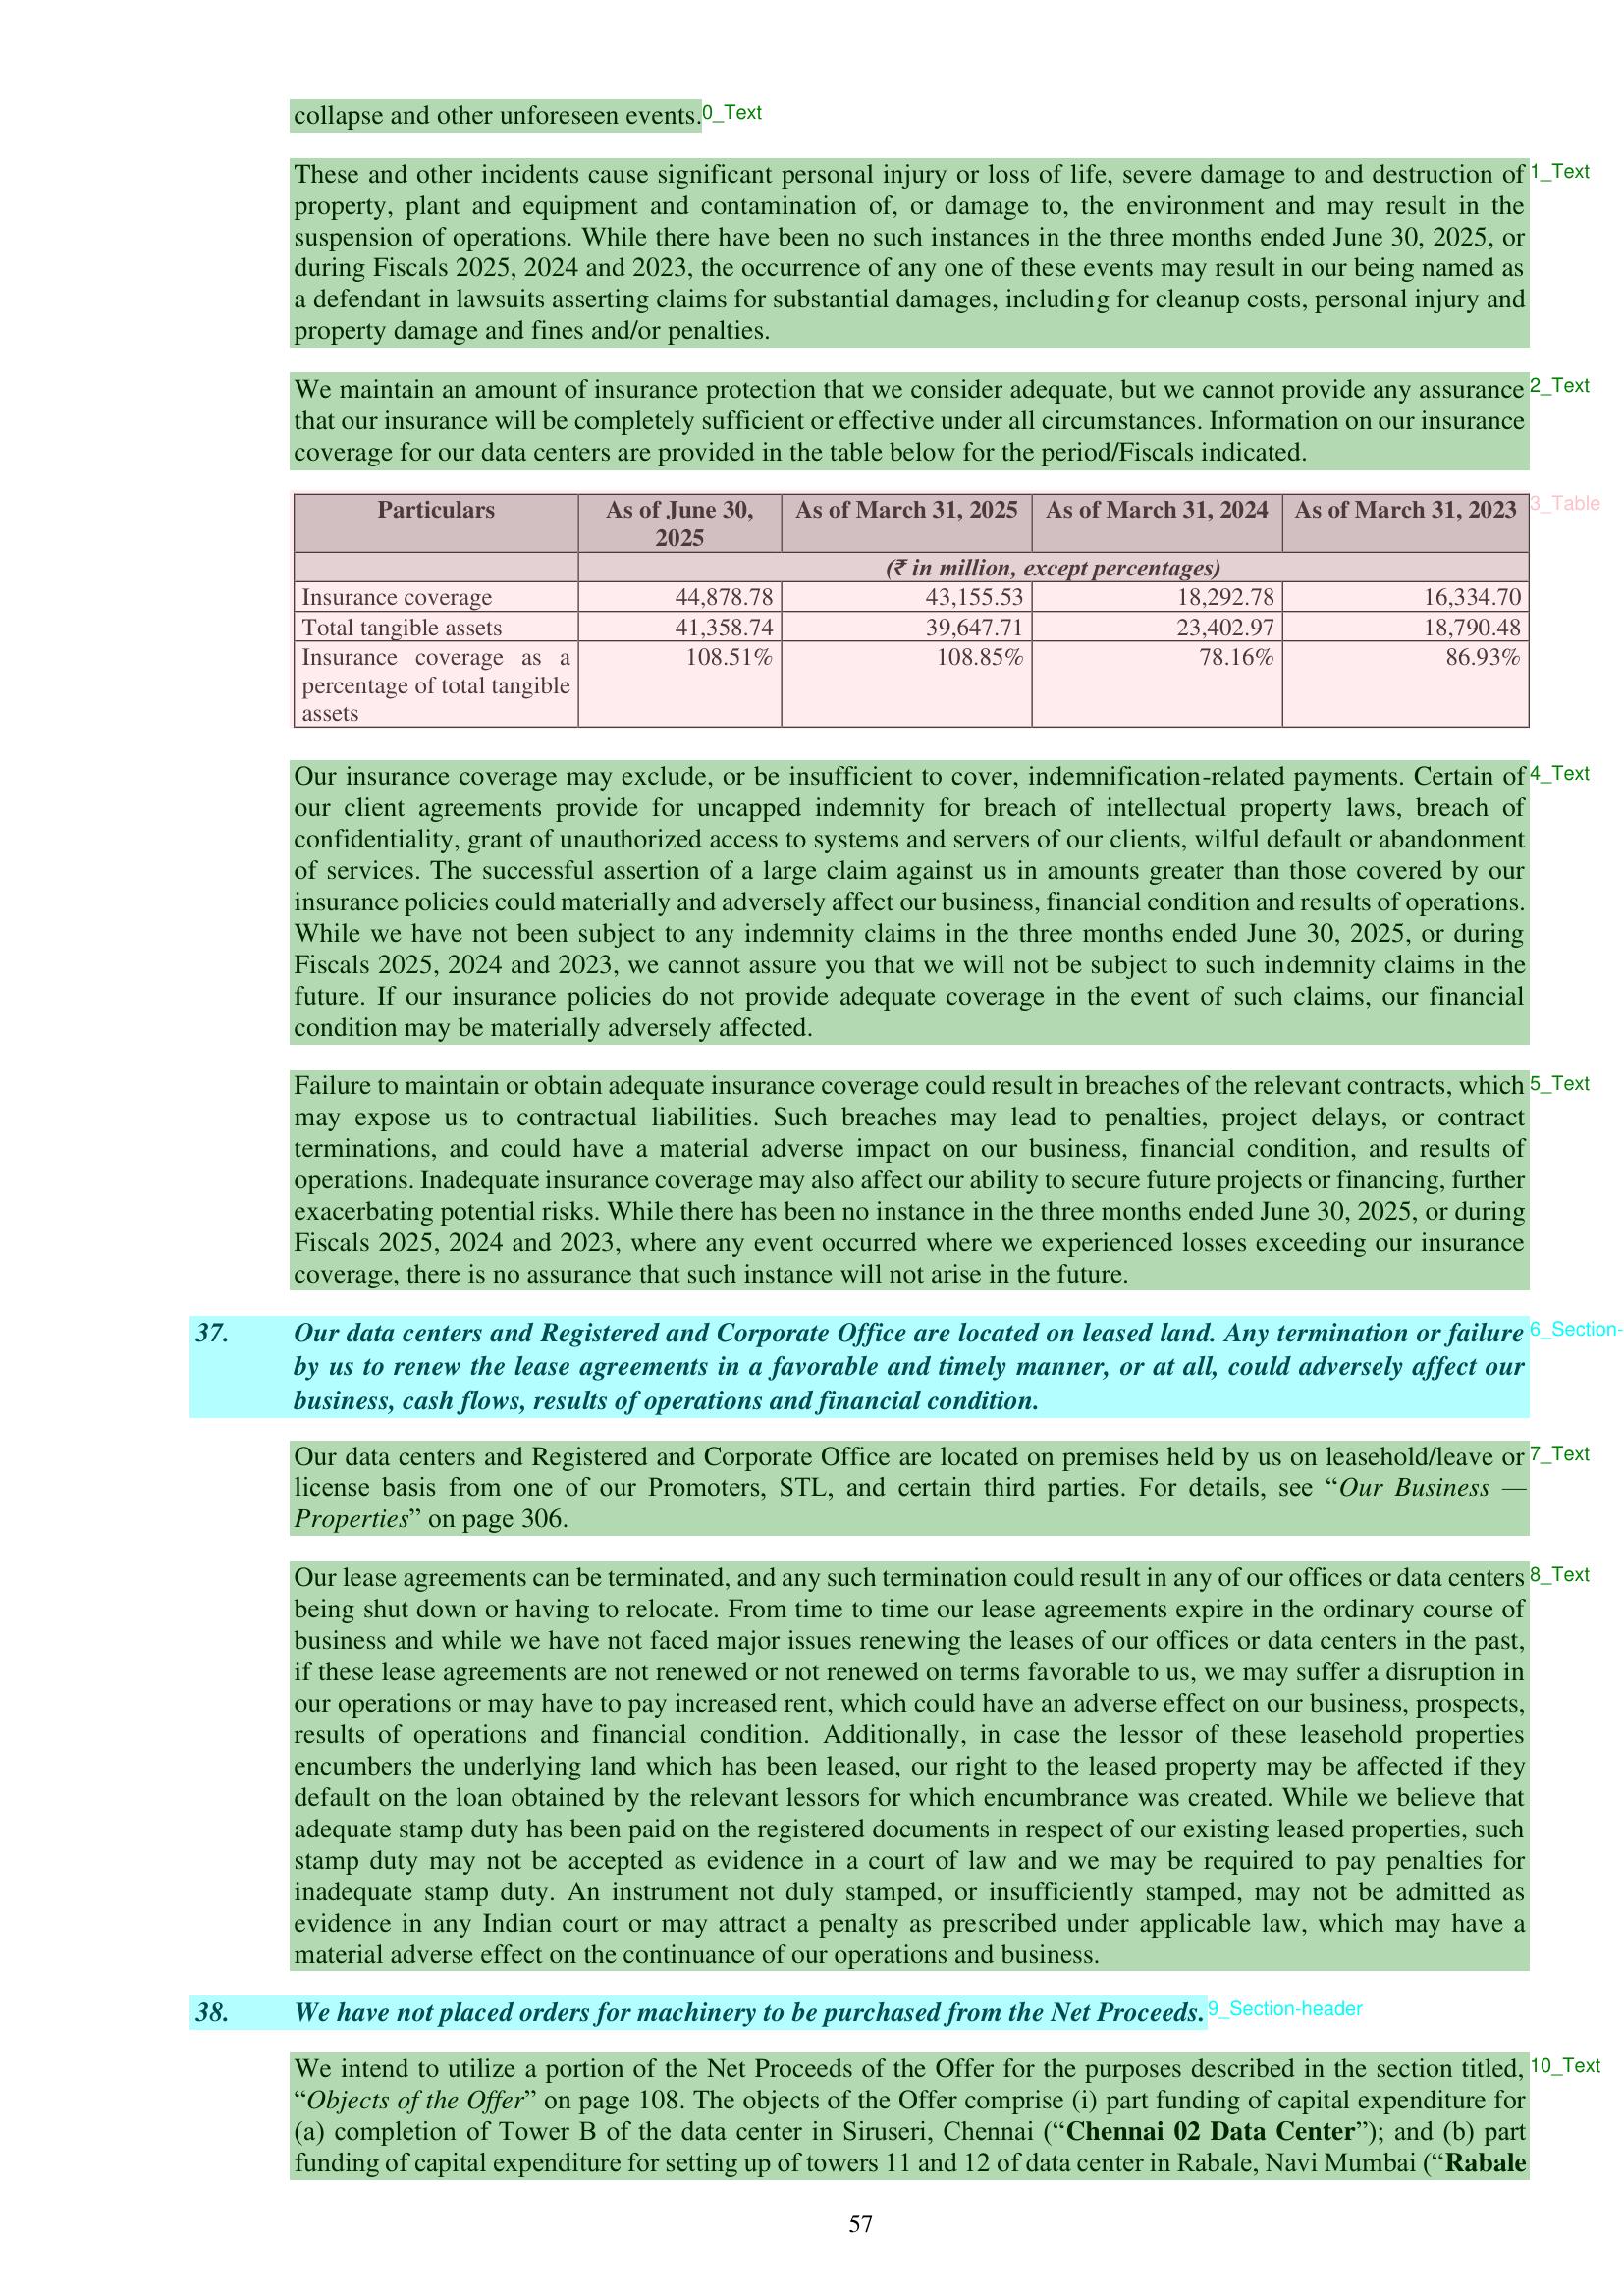 collapse and other unforeseen events.
0_Text
These and other incidents cause significant personal injury or loss of life, severe damage to and destruction of
1_Text
property, plant and equipment and contamination of, or damage to, the environment and may result in the
suspension of operations. While there have been no such instances in the three months ended June 30, 2025, or
during Fiscals 2025, 2024 and 2023, the occurrence of any one of these events may result in our being named as
a defendant in lawsuits asserting claims for substantial damages, including for cleanup costs, personal injury and
property damage and fines and/or penalties.
We maintain an amount of insurance protection that we consider adequate, but we cannot provide any assurance
2_Text
that our insurance will be completely sufficient or effective under all circumstances. Information on our insurance
coverage for our data centers are provided in the table below for the period/Fiscals indicated.
Particulars As of June 30, 2025 As of March 31, 2025 As of March 31, 2024 As of March 31, 2023
3_Table
(₹ in million, except percentages)
Insurance coverage 44,878.78 43,155.53 18,292.78 16,334.70
Total tangible assets 41,358.74 39,647.71 23,402.97 18,790.48
Insurance coverage as a 108.51% 108.85% 78.16% 86.93%
percentage of total tangible
assets
Our insurance coverage may exclude, or be insufficient to cover, indemnification-related payments. Certain of
4_Text
our client agreements provide for uncapped indemnity for breach of intellectual property laws, breach of
confidentiality, grant of unauthorized access to systems and servers of our clients, wilful default or abandonment
of services. The successful assertion of a large claim against us in amounts greater than those covered by our
insurance policies could materially and adversely affect our business, financial condition and results of operations.
While we have not been subject to any indemnity claims in the three months ended June 30, 2025, or during
Fiscals 2025, 2024 and 2023, we cannot assure you that we will not be subject to such indemnity claims in the
future. If our insurance policies do not provide adequate coverage in the event of such claims, our financial
condition may be materially adversely affected.
Failure to maintain or obtain adequate insurance coverage could result in breaches of the relevant contracts, which
5_Text
may expose us to contractual liabilities. Such breaches may lead to penalties, project delays, or contract
terminations, and could have a material adverse impact on our business, financial condition, and results of
operations. Inadequate insurance coverage may also affect our ability to secure future projects or financing, further
exacerbating potential risks. While there has been no instance in the three months ended June 30, 2025, or during
Fiscals 2025, 2024 and 2023, where any event occurred where we experienced losses exceeding our insurance
coverage, there is no assurance that such instance will not arise in the future.
37. Our data centers and Registered and Corporate Office are located on leased land. Any termination or failure
6_Section-
by us to renew the lease agreements in a favorable and timely manner, or at all, could adversely affect our
business, cash flows, results of operations and financial condition.
Our data centers and Registered and Corporate Office are located on premises held by us on leasehold/leave or
7_Text
license basis from one of our Promoters, STL, and certain third parties. For details, see “Our Business —
Properties” on page 306.
Our lease agreements can be terminated, and any such termination could result in any of our offices or data centers
8_Text
being shut down or having to relocate. From time to time our lease agreements expire in the ordinary course of
business and while we have not faced major issues renewing the leases of our offices or data centers in the past,
if these lease agreements are not renewed or not renewed on terms favorable to us, we may suffer a disruption in
our operations or may have to pay increased rent, which could have an adverse effect on our business, prospects,
results of operations and financial condition. Additionally, in case the lessor of these leasehold properties
encumbers the underlying land which has been leased, our right to the leased property may be affected if they
default on the loan obtained by the relevant lessors for which encumbrance was created. While we believe that
adequate stamp duty has been paid on the registered documents in respect of our existing leased properties, such
stamp duty may not be accepted as evidence in a court of law and we may be required to pay penalties for
inadequate stamp duty. An instrument not duly stamped, or insufficiently stamped, may not be admitted as
evidence in any Indian court or may attract a penalty as prescribed under applicable law, which may have a
material adverse effect on the continuance of our operations and business.
38. We have not placed orders for machinery to be purchased from the Net Proceeds.
9_Section-header
We intend to utilize a portion of the Net Proceeds of the Offer for the purposes described in the section titled,
10_Text
“Objects of the Offer” on page 108. The objects of the Offer comprise (i) part funding of capital expenditure for
(a) completion of Tower B of the data center in Siruseri, Chennai (“Chennai 02 Data Center”); and (b) part
funding of capital expenditure for setting up of towers 11 and 12 of data center in Rabale, Navi Mumbai (“Rabale
57